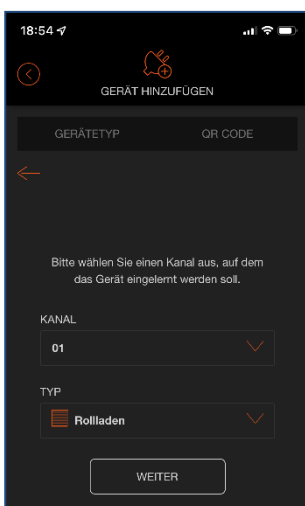 18:54
GERÄT HINZUFÜGEN
GERÄTETYP QR CODE
Bitte wählen Sie einen Kanal aus, auf dem
das Gerät eingelernt werden soll.
KANAL
01
TYP
Rollladen
WEITER